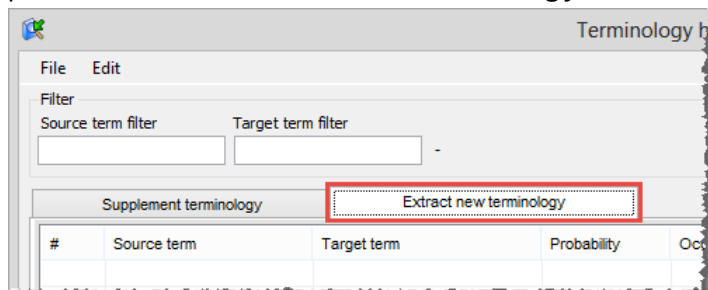 Terminology
File Edit
Filter
Source term filter Target term filter
-
Supplement terminology Extract new terminology
# Source term Target term Probability